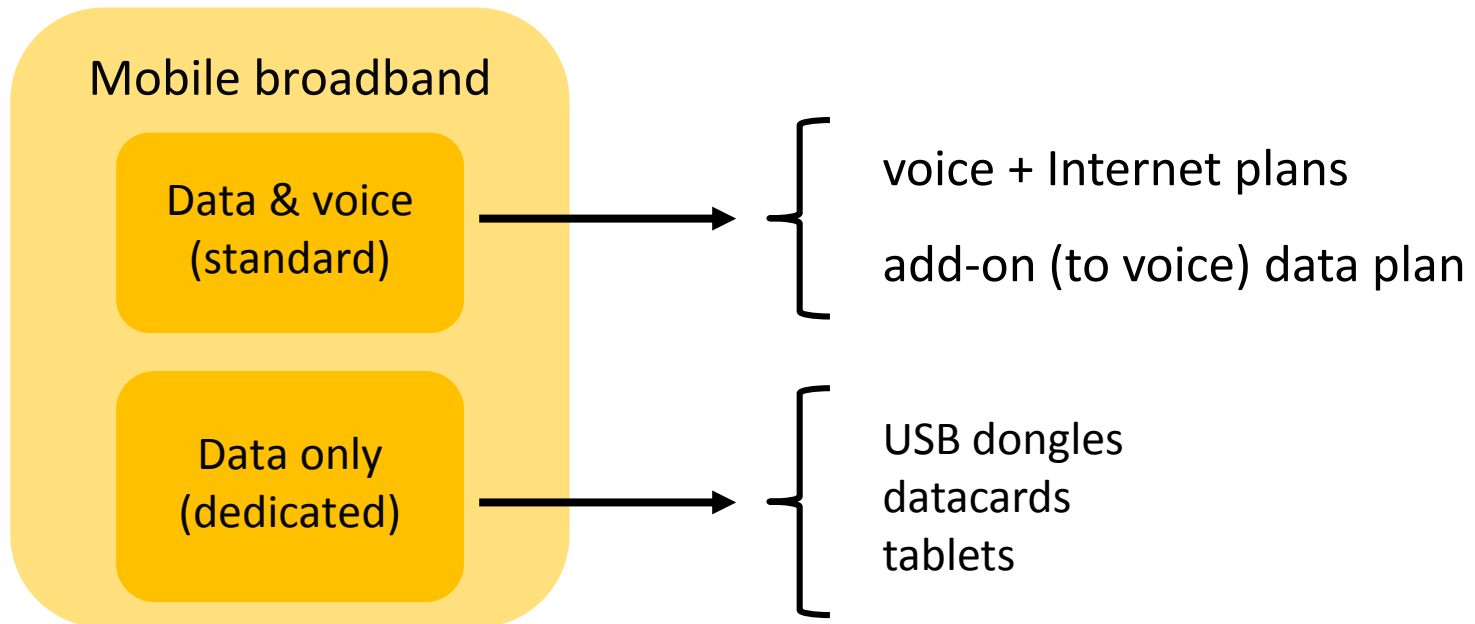 Mobile broadband
Data & voice
(standard)
voice + Internet plans
add-on (to voice) data plan
Data only
(dedicated)
USB dongles
datacards
tablets